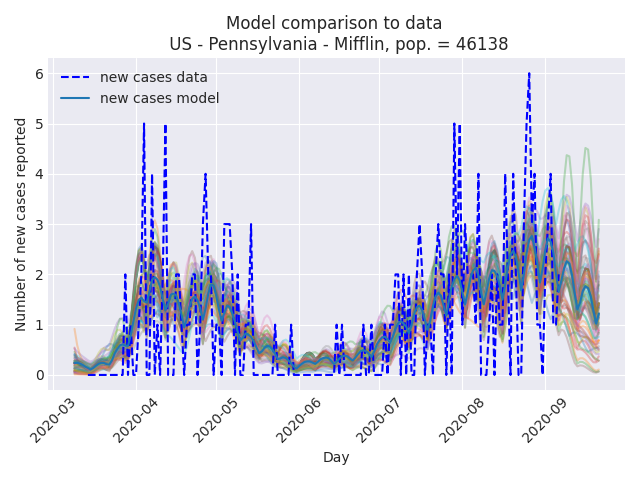 Model comparison to data
US - Pennsylvania - Mifflin, pop. = 46138
new cases data
new cases model
Number of new cases reported
6
5
4
3
2
1
0
2020-03
2020-04
2020-05
2020-06
2020-07
2020-08
2020-09
Day